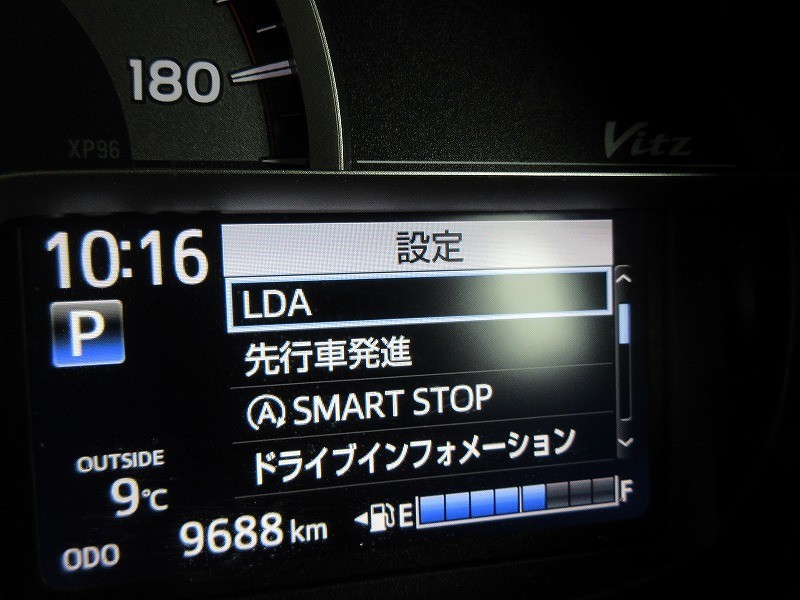 180
XP96
Vitz
10:16
設定
P
LDA
先行車発進
A SMART STOP
ドライブインフォメーション
OUTSIDE
9℃
ODO 9688 km
E F